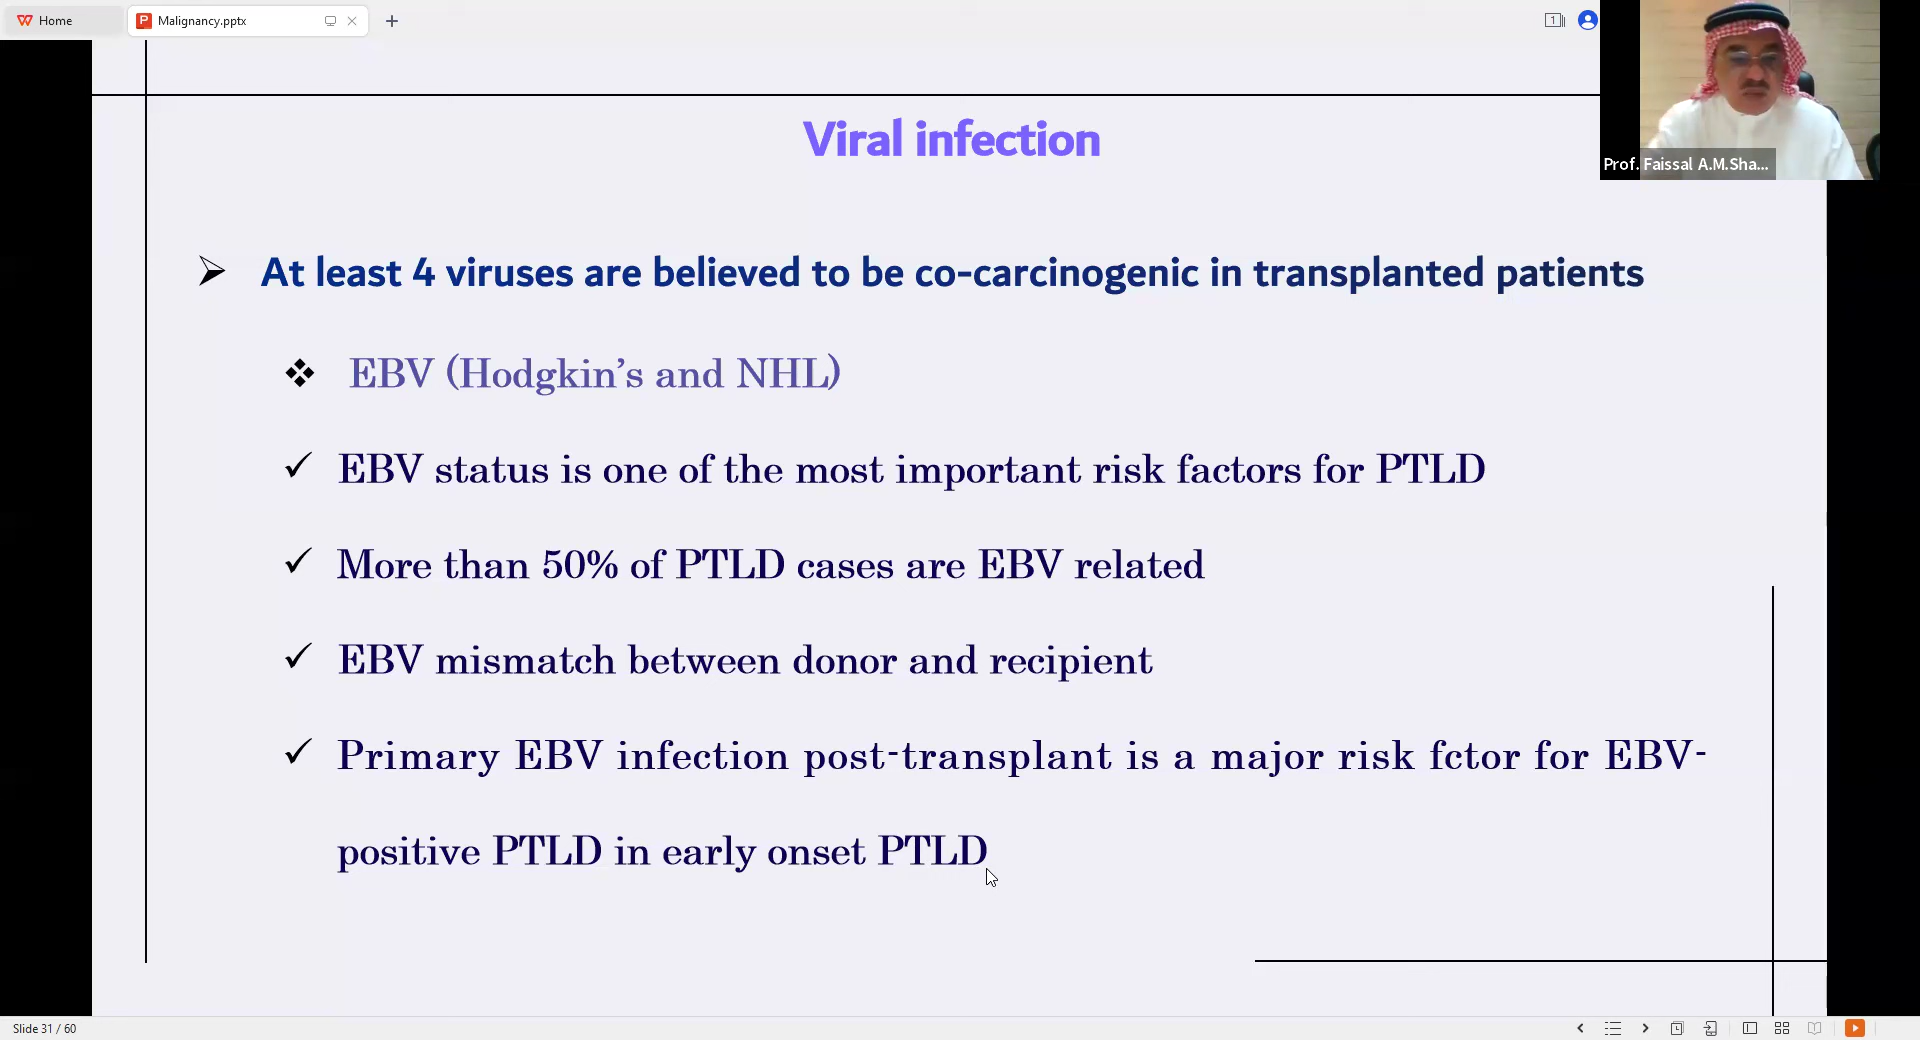 Home
Malignancy.pptx
1
Prof. Faissal A.M.Sha...
Viral infection
At least 4 viruses are believed to be co-carcinogenic in transplanted patients
EBV (Hodgkin’s and NHL)
EBV status is one of the most important risk factors for PTLD
More than 50% of PTLD cases are EBV related
EBV mismatch between donor and recipient
Primary EBV infection post-transplant is a major risk fctor for EBV-
positive PTLD in early onset PTLD
Slide 31 / 60